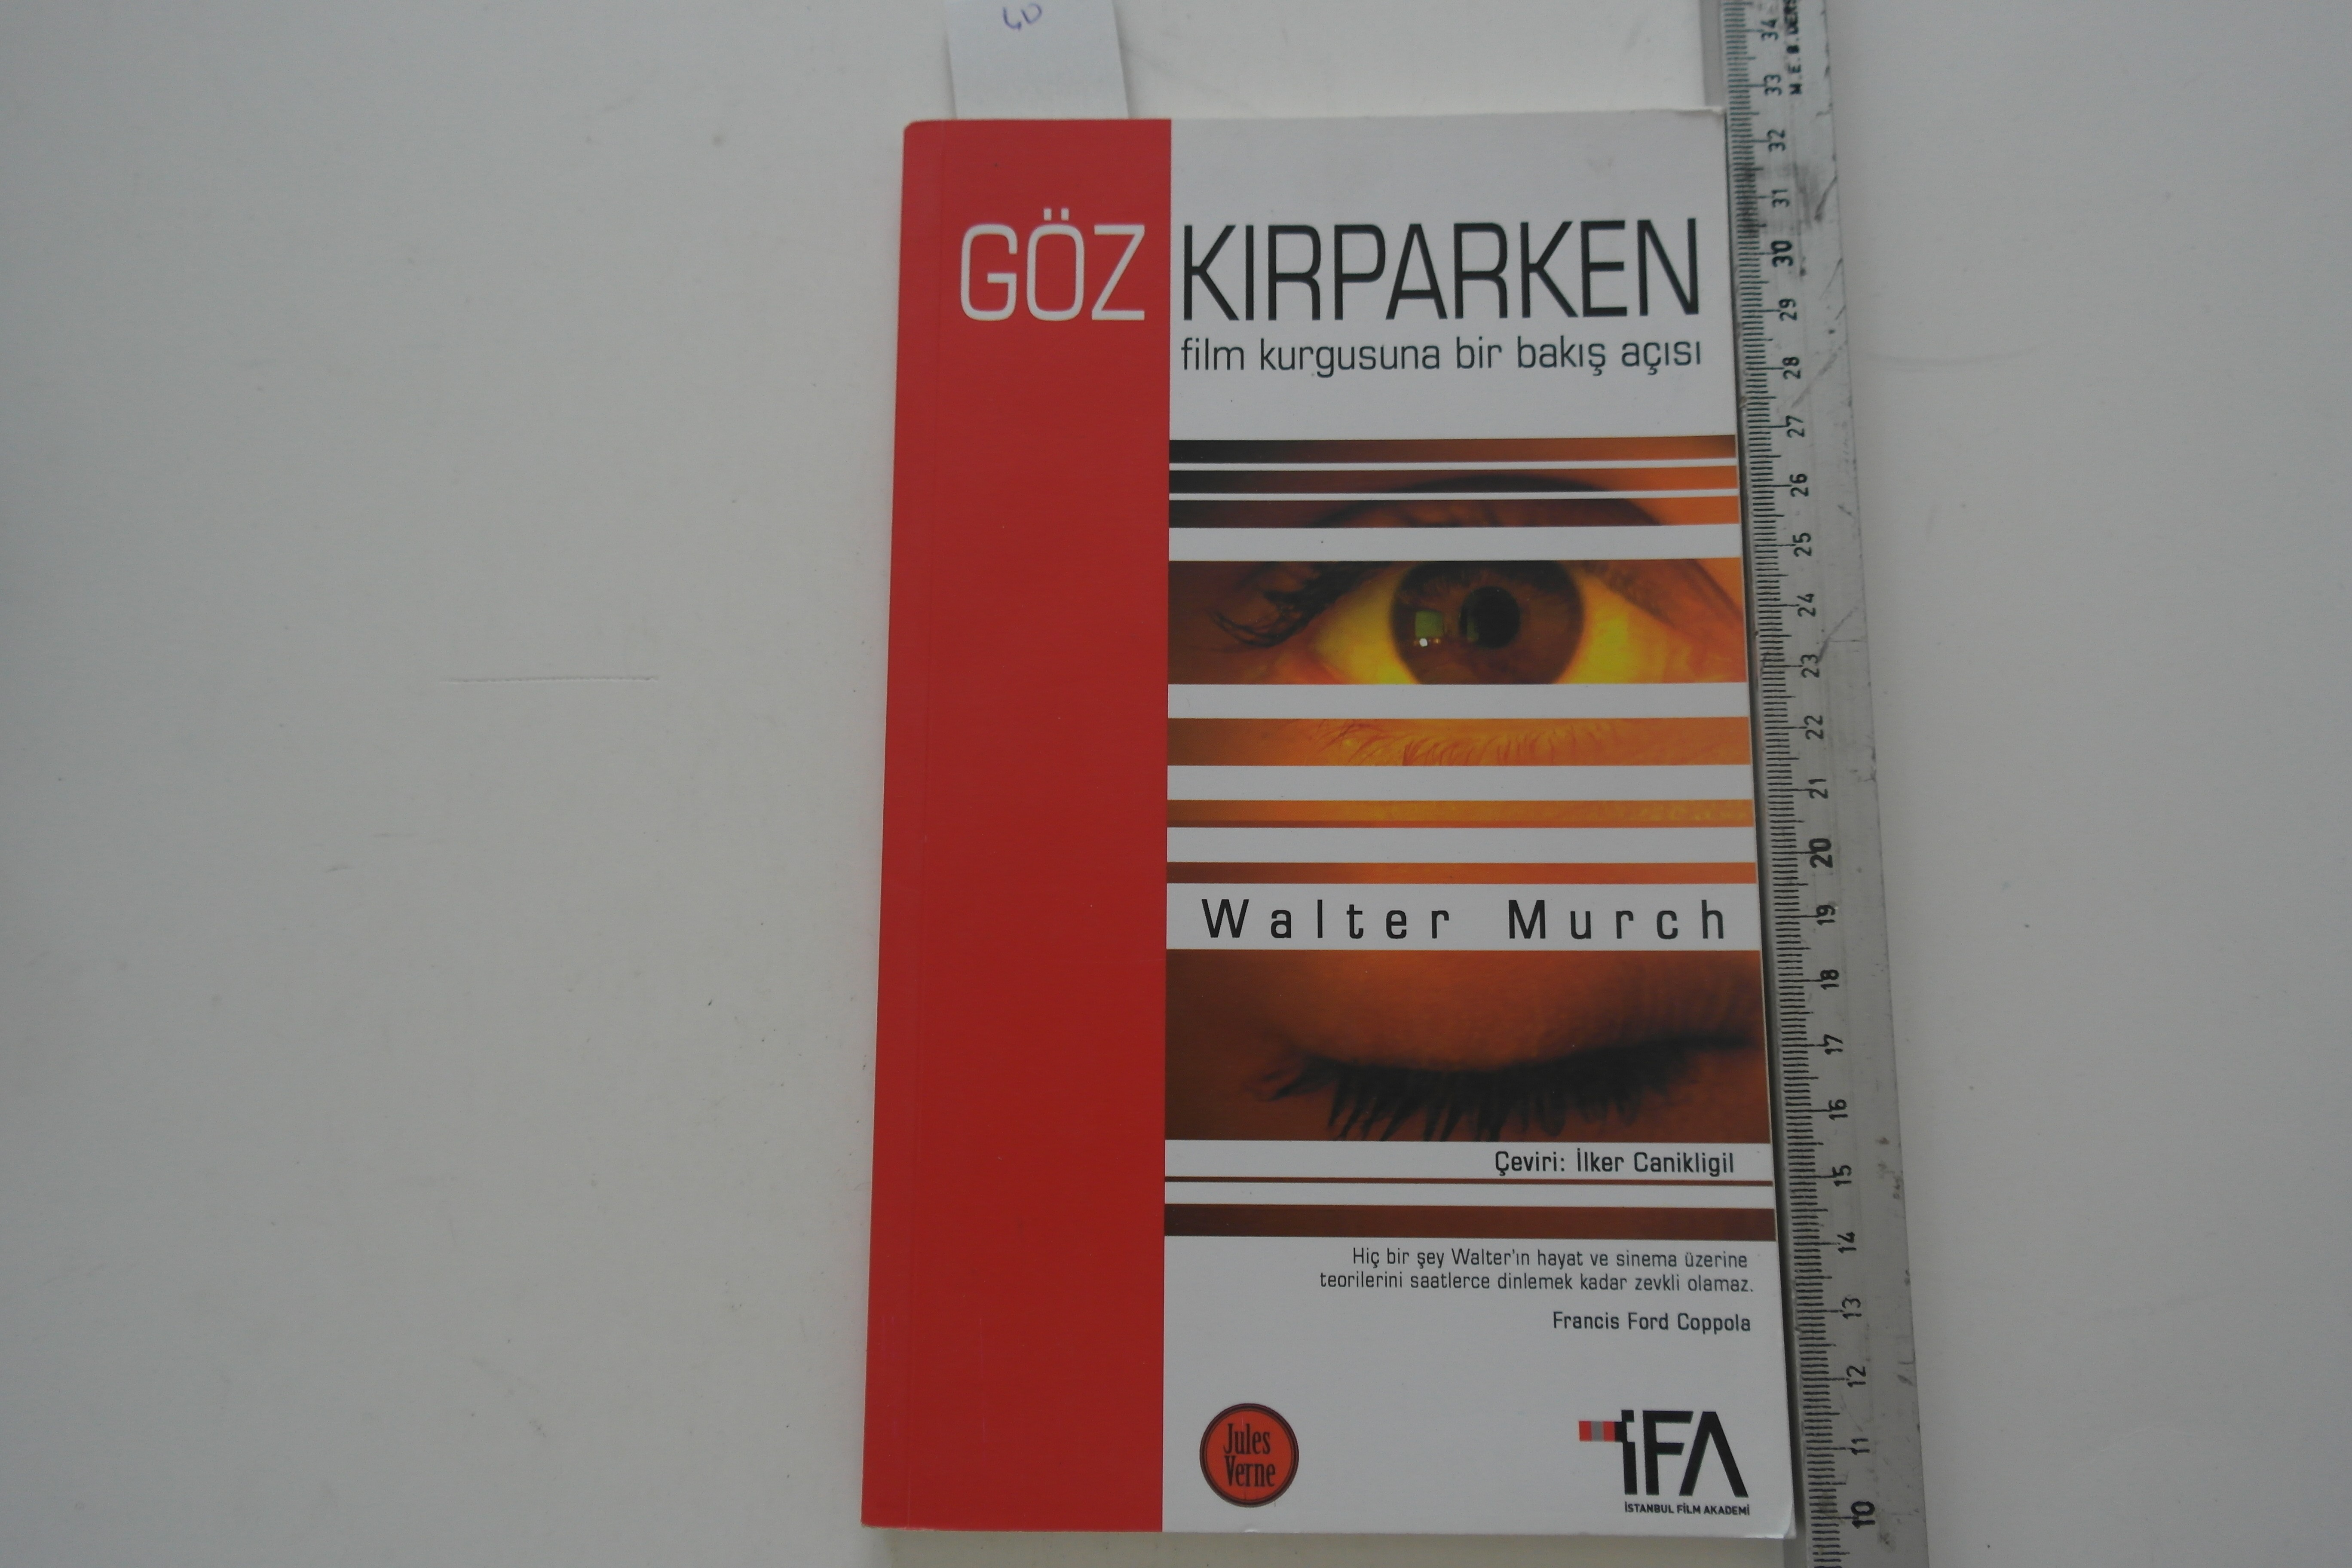 40
GÖZ KIRPARKEN
film kurgusuna bir bakış açısı
Walter Murch
Çeviri: İlker Canikligil
Hiç bir şey Walter'ın hayat ve sinema üzerine
teorilerini saatlerce dinlemek kadar zevkli olamaz.
Francis Ford Coppola
Jules
Verne
İFA
İSTANBUL FİLM AKADEMİ
34
33
32
31
30
29
28
27
26
25
24
23
22
21
20
19
18
17
16
15
14
13
12
11
10